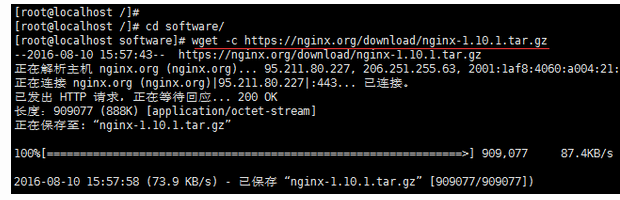 [root@localhost /]#
[root@localhost /]# cd software/
[root@localhost software]# wget -c https://nginx.org/download/nginx-1.10.1.tar.gz
--2016-08-10 15:57:43--  https://nginx.org/download/nginx-1.10.1.tar.gz
正在解析主机 nginx.org (nginx.org)... 95.211.80.227, 206.251.255.63, 2001:1af8:4060:a004:21:
正在连接 nginx.org (nginx.org)|95.211.80.227|:443... 已连接。
已发出 HTTP 请求，正在等待回应... 200 OK
长度：909077 (888K) [application/octet-stream]
正在保存至: “nginx-1.10.1.tar.gz”
100%[==============================================================>] 909,077     87.4KB/s
2016-08-10 15:57:58 (73.9 KB/s) - 已保存 “nginx-1.10.1.tar.gz” [909077/909077])